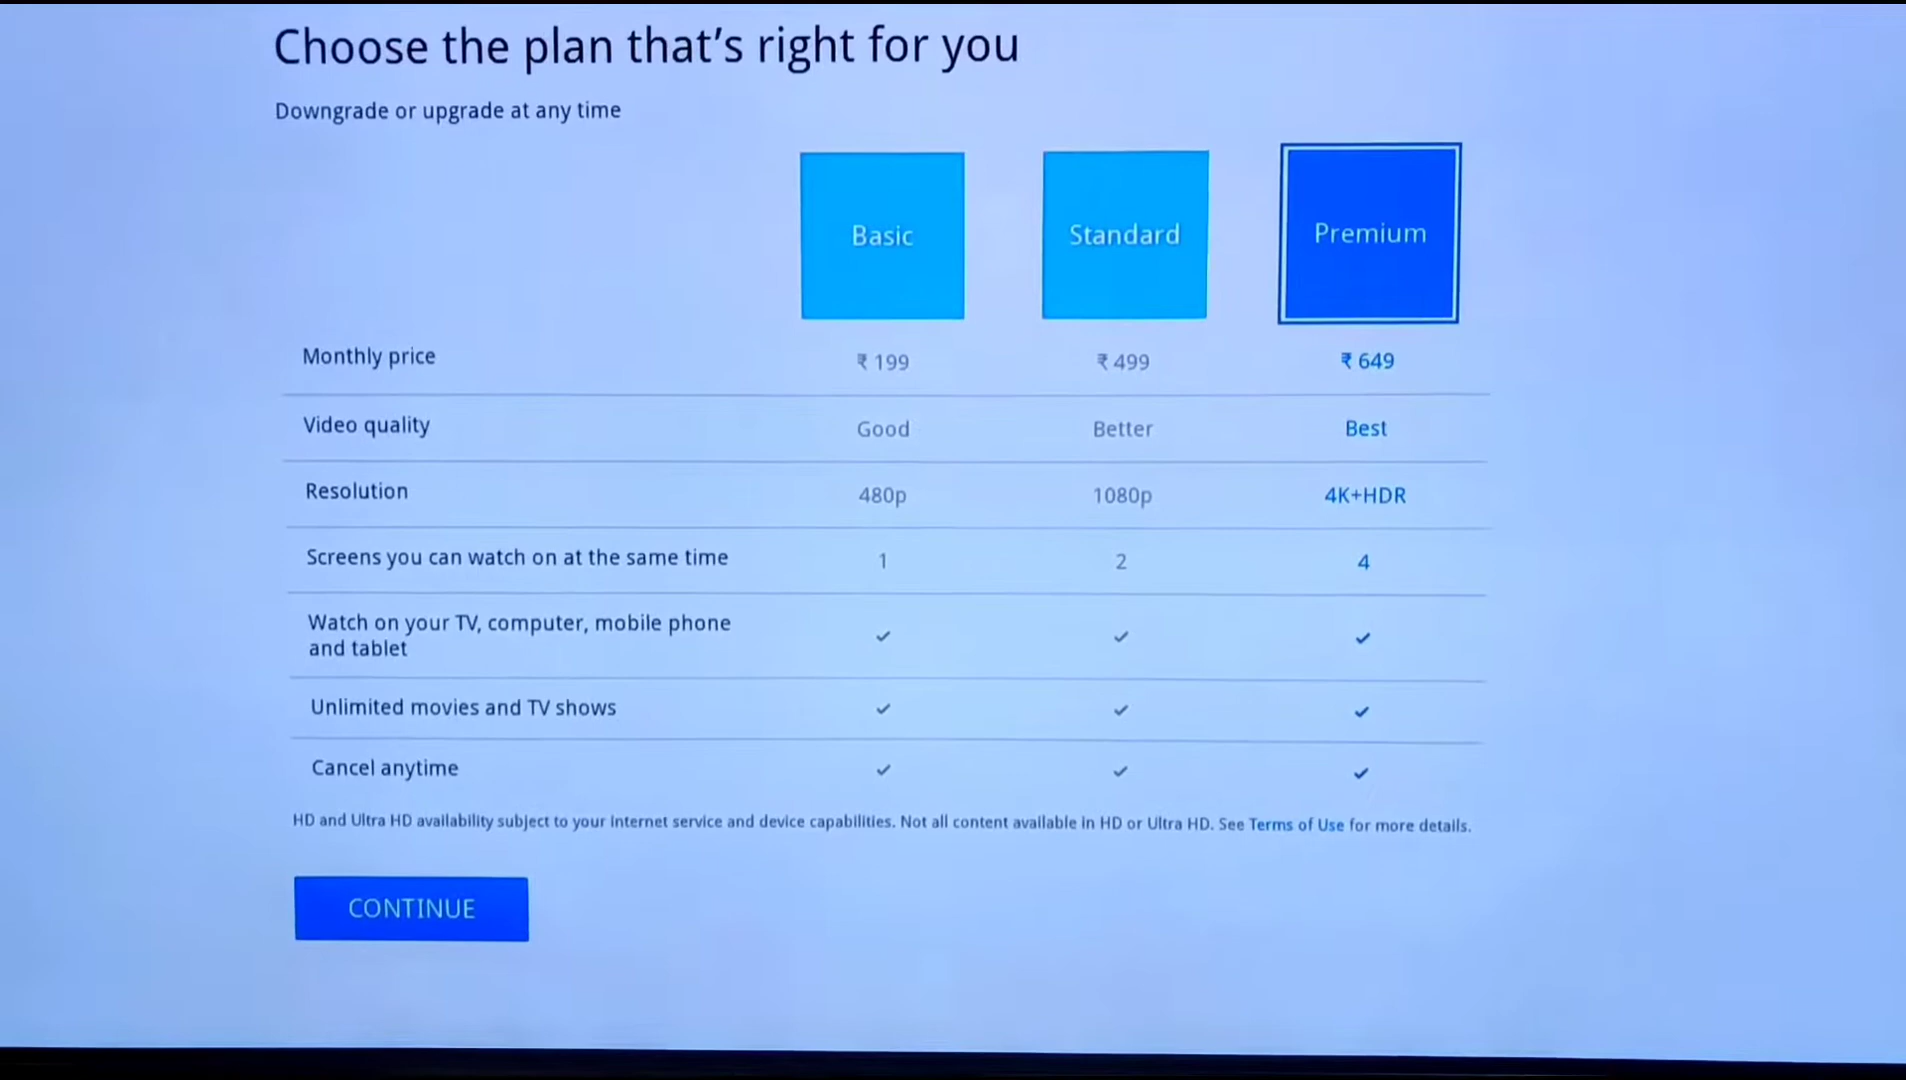 Choose the plan that's right for you
Downgrade or upgrade at any time
Basic Standard Premium
Monthly price ₹ 199 ₹ 499 ₹ 649
Video quality Good Better Best
Resolution 480p 1080p 4K+HDR
Screens you can watch on at the same time 1 2 4
Watch on your TV, computer, mobile phone
and tablet ✓ ✓ ✓
Unlimited movies and TV shows ✓ ✓ ✓
Cancel anytime ✓ ✓ ✓
HD and Ultra HD availability subject to your internet service and device capabilities. Not all content available in HD or Ultra HD. See Terms of Use for more details.
CONTINUE